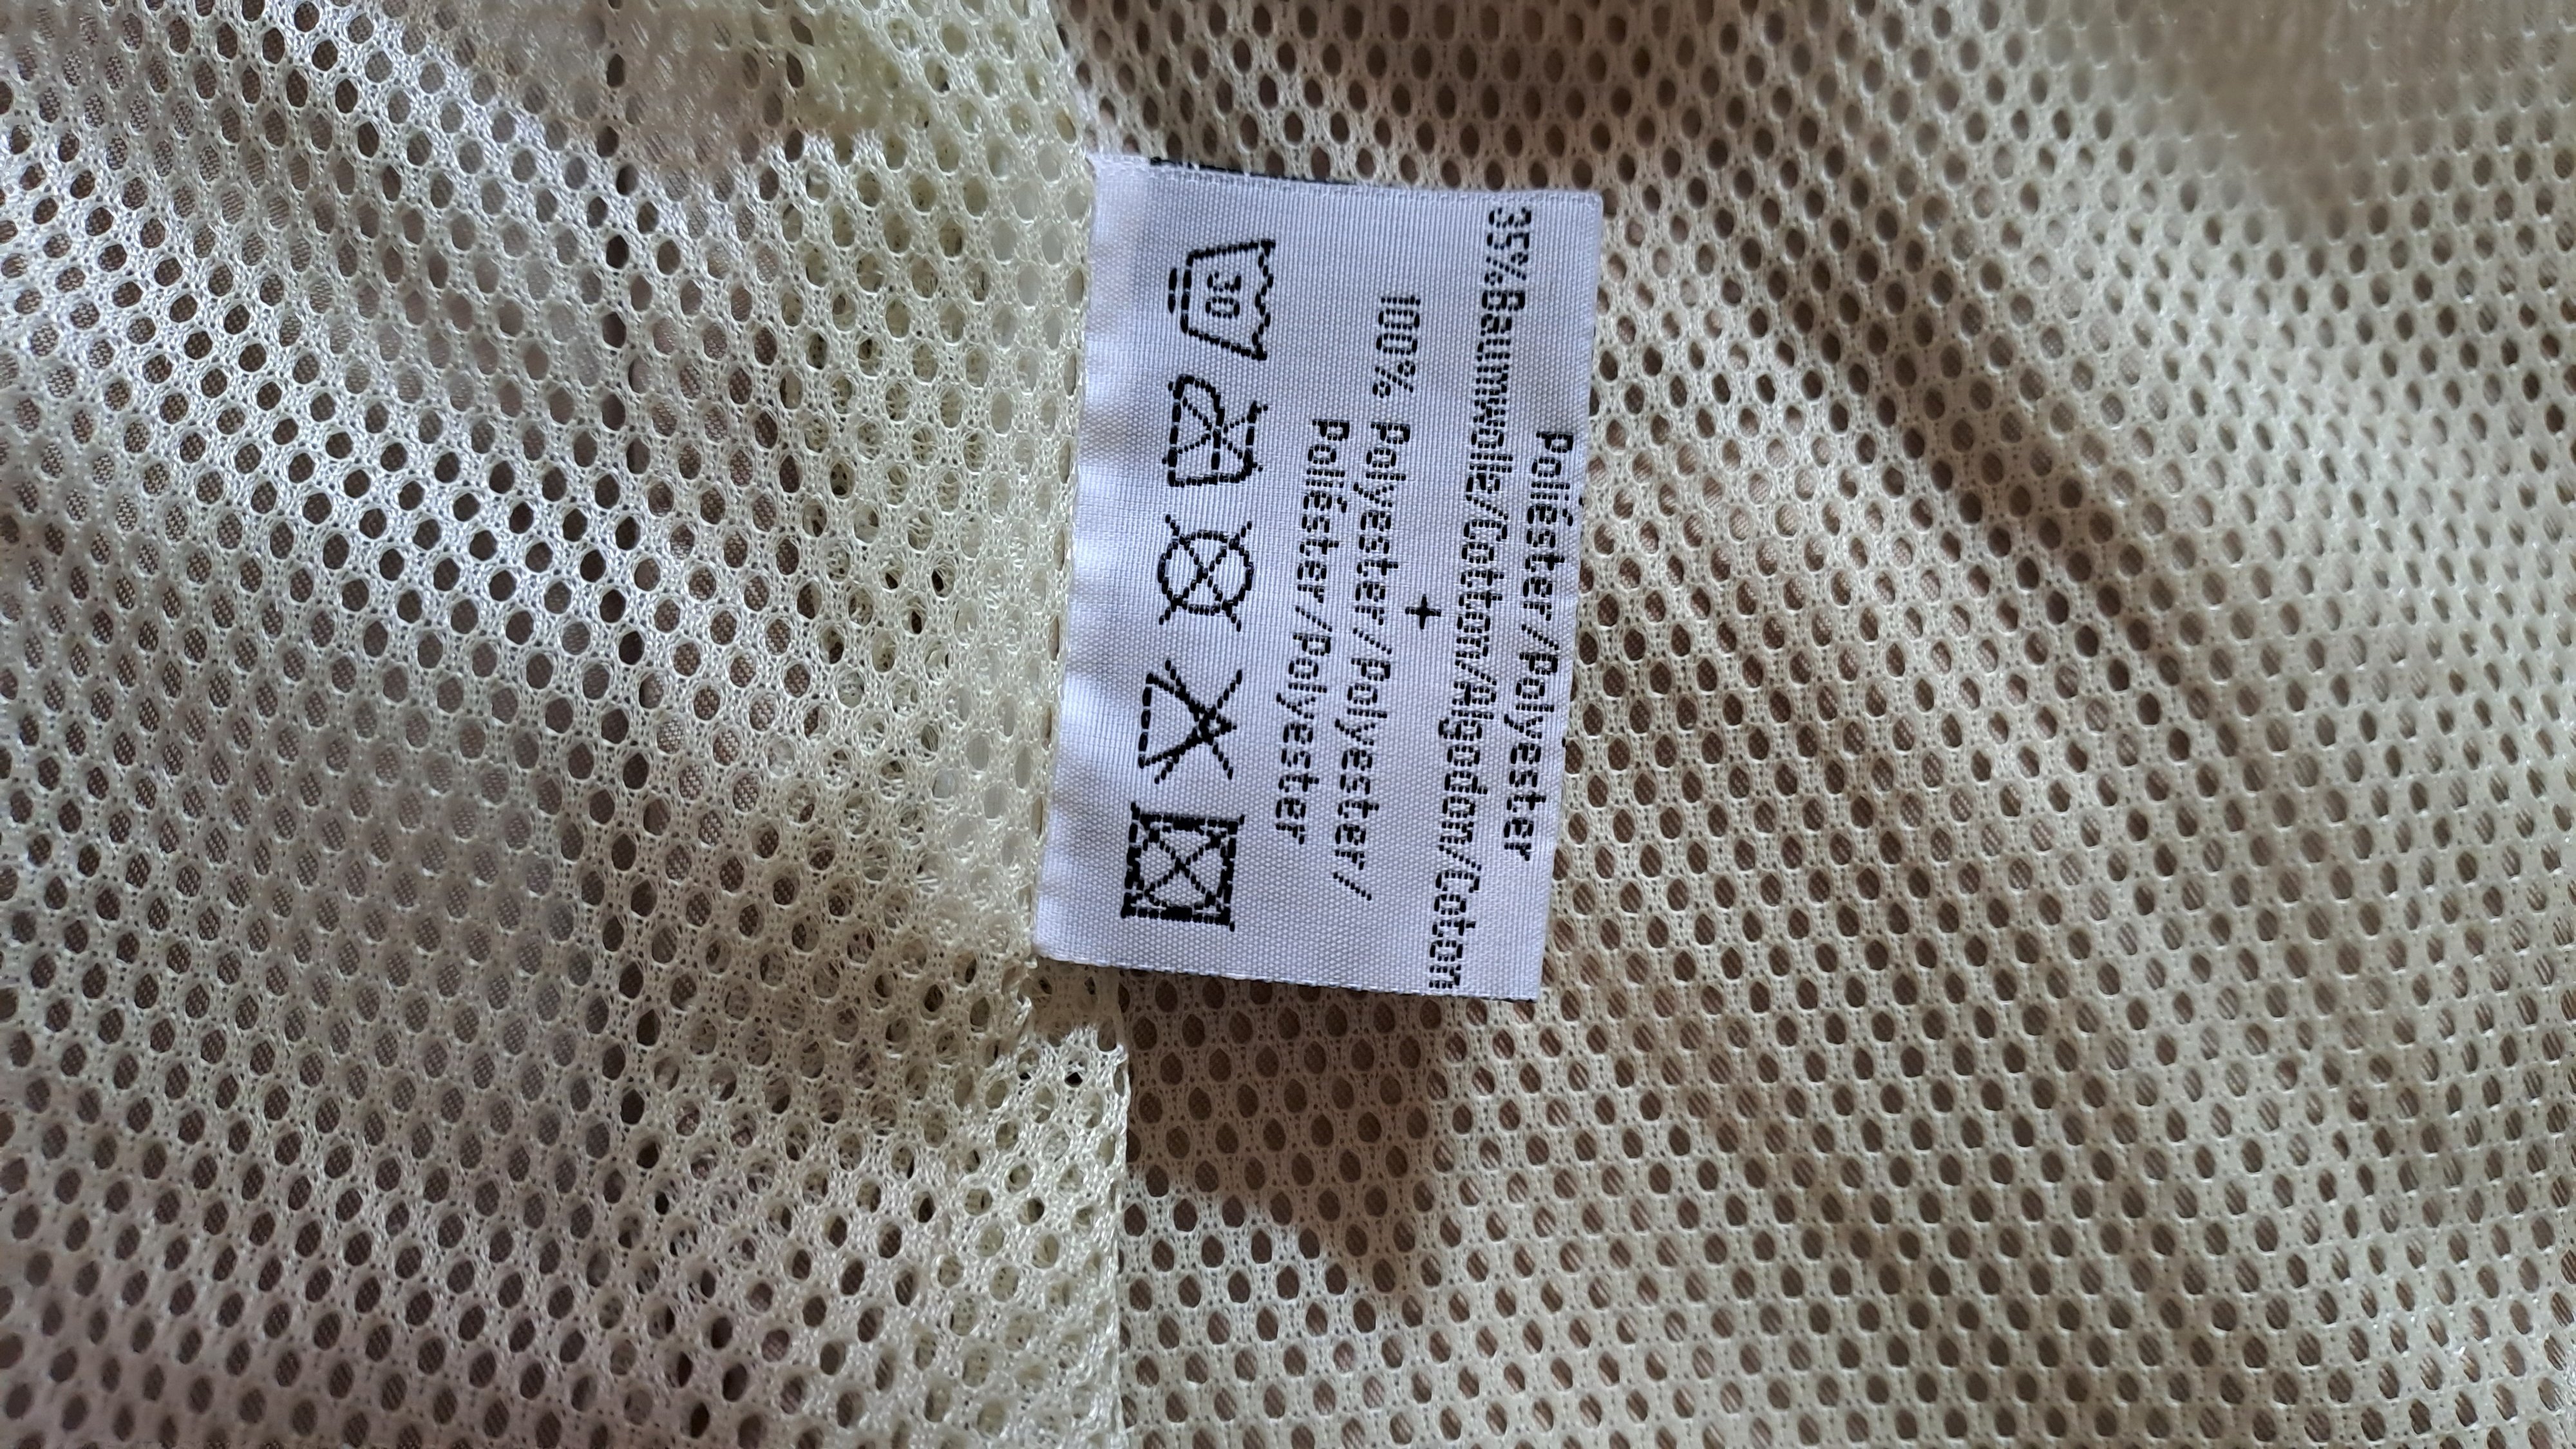 Poliéster/Polyester
35%Baumwolle/Cotton/Algodon/Coton
+
100% Polyester/Polyester/
Poliéster/Polyester
30